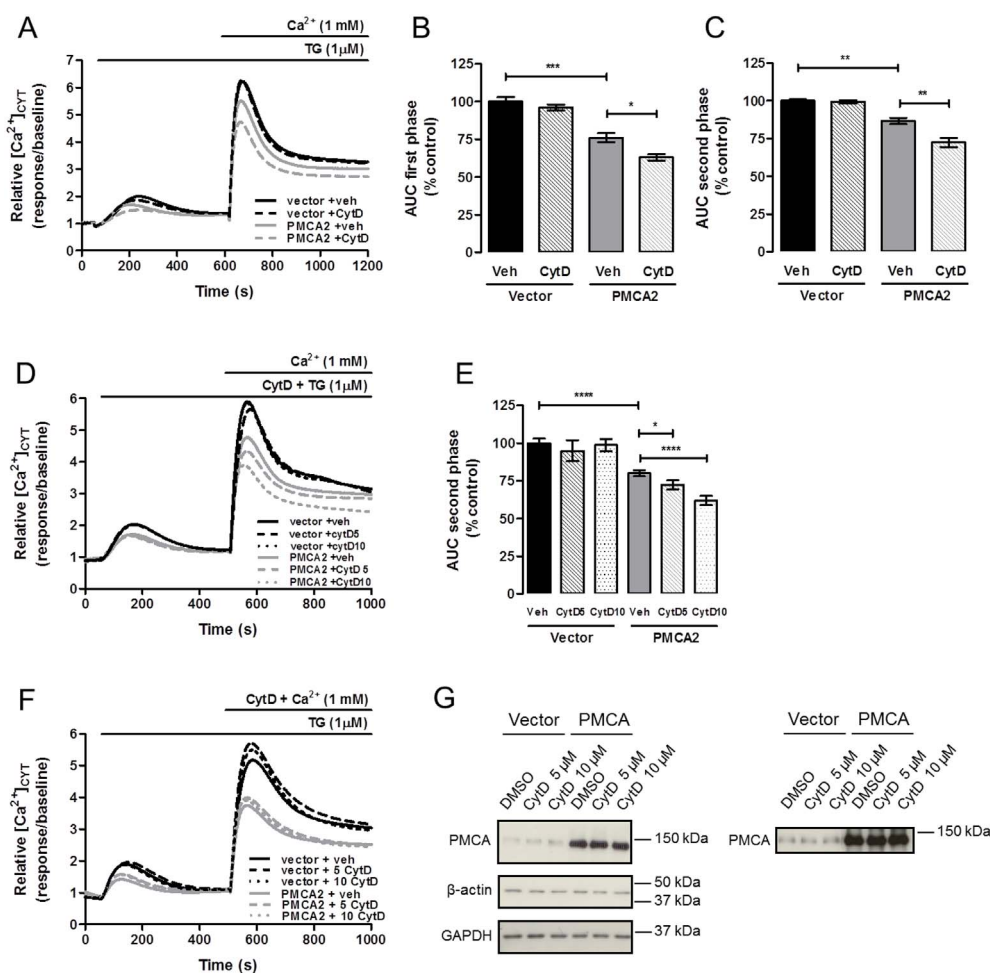 A
Ca²⁺ (1 mM)
TG (1µM)
Relative [Ca²⁺]CYT
(response/baseline)
7
6
5
4
3
2
1
0 200 400 600 800 1000 1200
Time (s)
vector +veh
vector +CytD
PMCA2 +veh
PMCA2 +CytD
B
AUC first phase
(% control)
125
100
75
50
25
0
***
*
Veh CytD Veh CytD
Vector PMCA2
C
AUC second phase
(% control)
125
100
75
50
25
0
**
**
Veh CytD Veh CytD
Vector PMCA2
D
Ca²⁺ (1 mM)
CytD + TG (1µM)
Relative [Ca²⁺]CYT
(response/baseline)
6
5
4
3
2
1
0
0 200 400 600 800 1000
Time (s)
vector +veh
vector +cytD5
vector +cytD10
PMCA2 +veh
PMCA2 +CytD 5
PMCA2 +CytD10
E
AUC second phase
(% control)
125
100
75
50
25
0
****
*
****
Veh CytD5 CytD10 Veh CytD5 CytD10
Vector PMCA2
F
CytD + Ca²⁺ (1 mM)
TG (1µM)
Relative [Ca²⁺]CYT
(response/baseline)
6
5
4
3
2
1
0
0 200 400 600 800 1000
Time (s)
vector + veh
vector + 5 CytD
vector + 10 CytD
PMCA2 + veh
PMCA2 + 5 CytD
PMCA2 + 10 CytD
G
Vector PMCA
DMSO
CytD 5 µM
CytD 10 µM
DMSO
CytD 5 µM
CytD 10 µM
PMCA
150 kDa
β-actin
50 kDa
37 kDa
GAPDH
37 kDa
Vector PMCA
DMSO
CytD 5 µM
CytD 10 µM
DMSO
CytD 5 µM
CytD 10 µM
PMCA
150 kDa